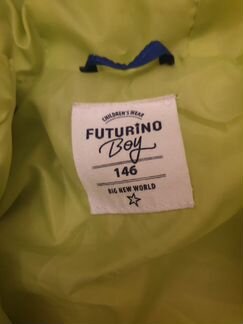 CHILDREN'S WEAR
FUTURINO
Boy
146
BIG NEW WORLD